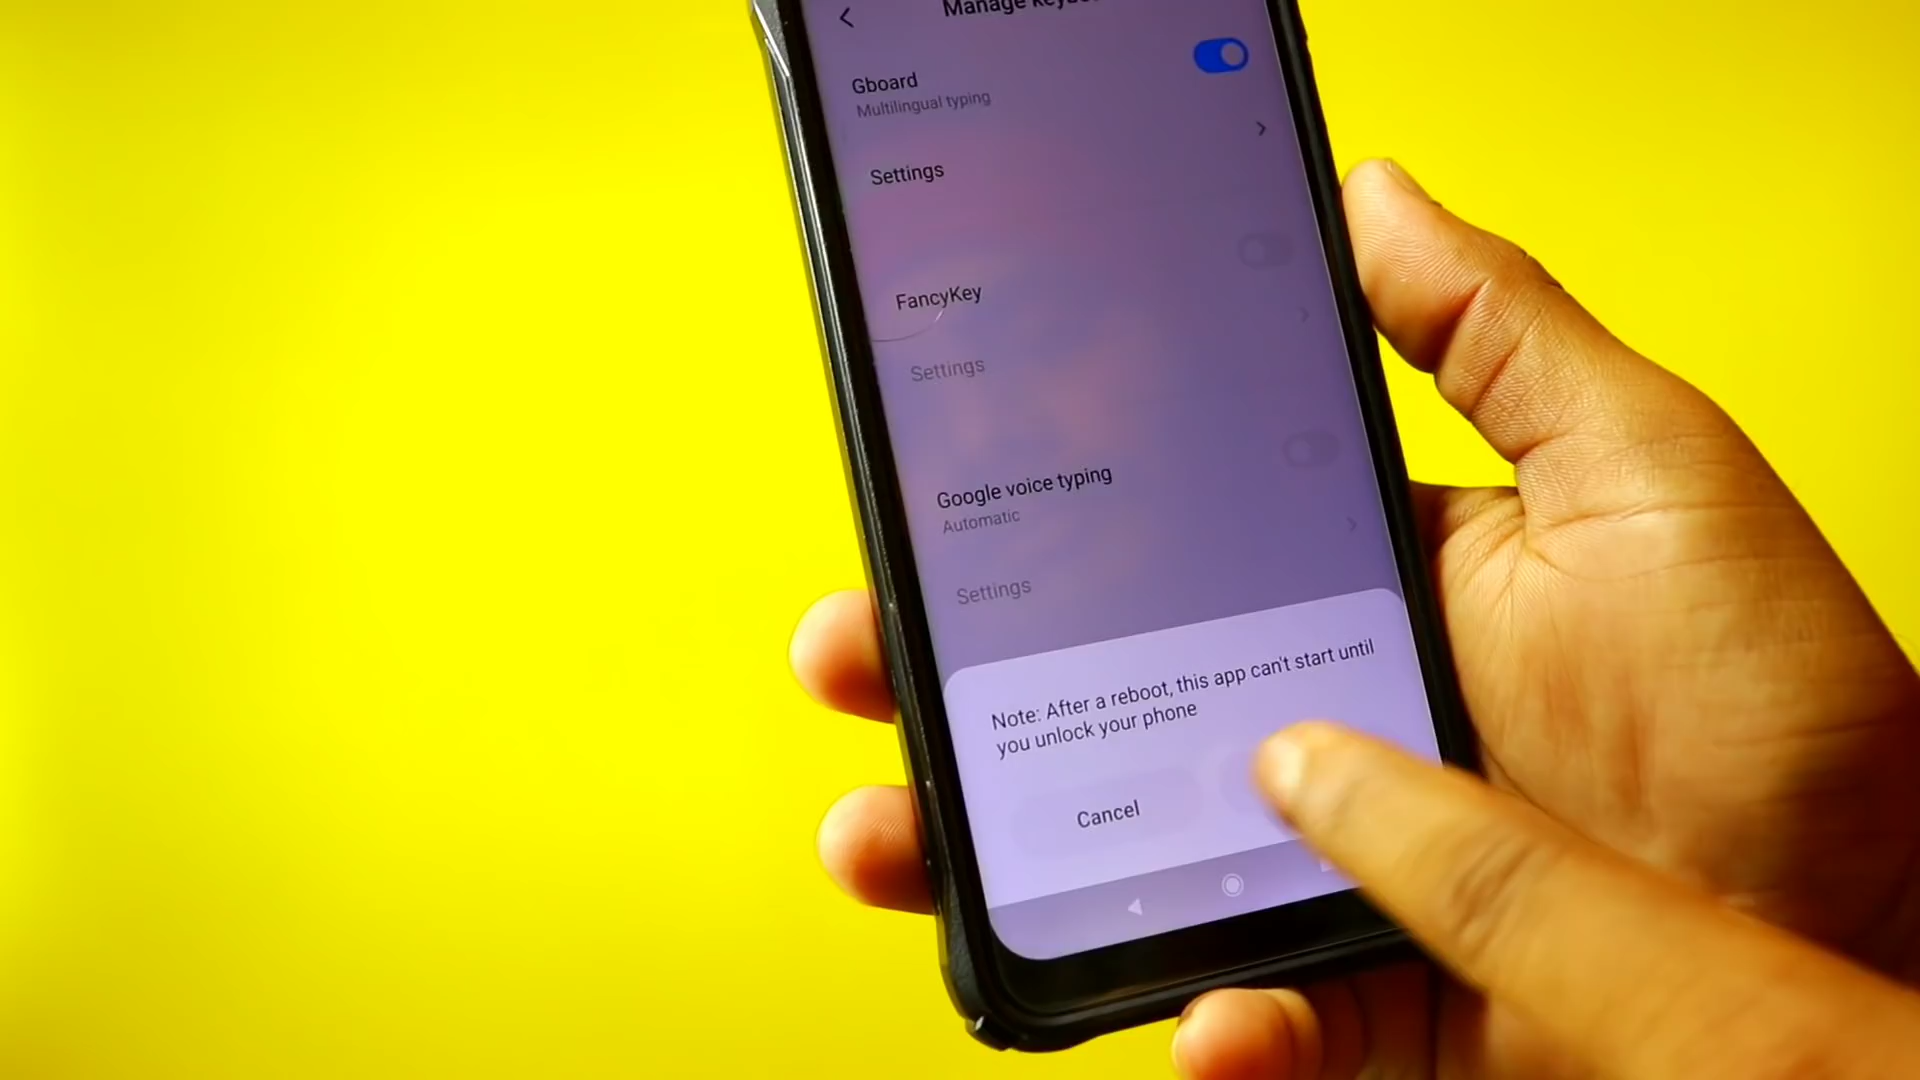 Manage
Gboard
Multilingual typing
Settings
FancyKey
Settings
Google voice typing
Automatic
Settings
Note: After a reboot, this app can't start until
you unlock your phone
Cancel